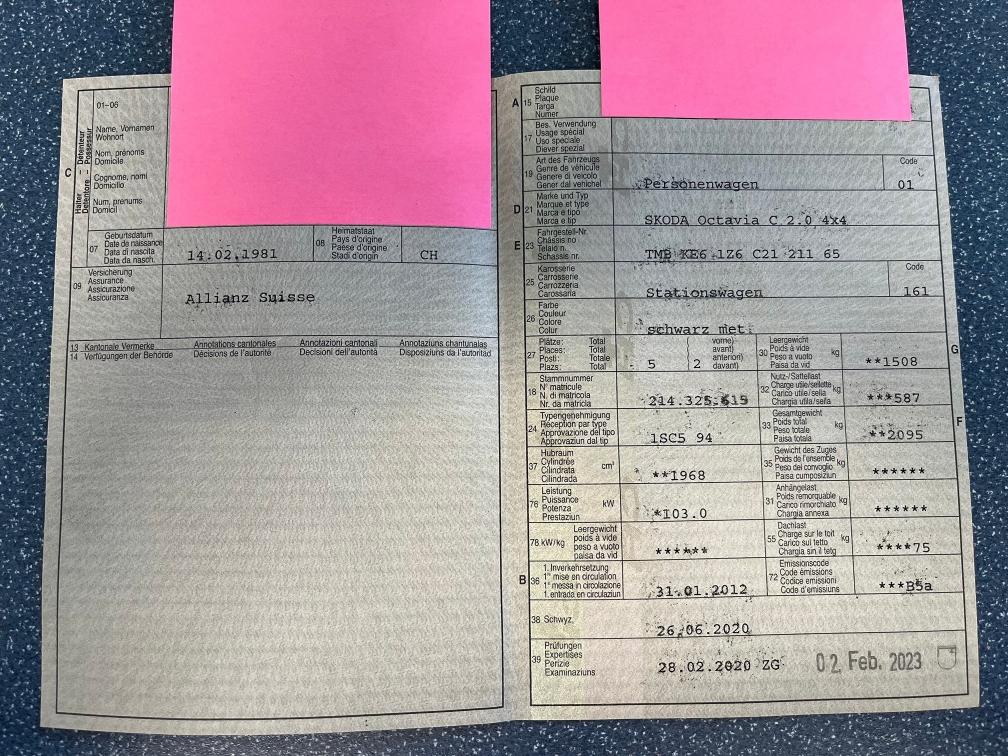 01-06
C
Halter – Détenteur
Detentore – Possessur
Name, Vornamen
Wohnort
Nom, prénoms
Domicile
Cognome, nomi
Domicilio
Num, prenums
Domicil
07
Geburtsdatum
Date de naissance
Data di nascita
Data da nasch.
14.02.1981
08
Heimatstaat
Pays d'origine
Paese d'origine
Stadi d'origin
CH
09
Versicherung
Assurance
Assicurazione
Assicuranza
Allianz Suisse
13 Kantonale Vermerke Annotations cantonales Annotazioni cantonali Annotaziuns chantunalas
14 Verfügungen der Behörde Décisions de l'autorité Decisioni dell'autorità Disposiziuns da l'autoritad
A
15
Schild
Plaque
Targa
Numer
17
Bes. Verwendung
Usage spécial
Uso speciale
Diever spezial
19
Art des Fahrzeugs
Genre de véhicule
Genere di veicolo
Gener dal vehichel
Personenwagen
Code
01
D
21
Marke und Typ
Marque et type
Marca e tipo
Marca e tip
SKODA Octavia C 2.0 4x4
E
23
Fahrgestell-Nr.
Châssis no
Telaio n.
Schassis nr.
TMB KE6 1Z6 C21 211 65
25
Karosserie
Carrosserie
Carrozzeria
Carossaria
Stationswagen
Code
161
26
Farbe
Couleur
Colore
Colur
schwarz met.
27
Plätze: Total
Places: Total
Posti: Totale
Plazs: Total
5
vorne)
avant)
anteriori)
davant)
2
30
Leergewicht
Poids à vide
Peso a vuoto
Paisa da vid
kg
**1508
G
18
Stammnummer
N° matricule
N. di matricola
Nr. da matricla
214.325.615
32
Nutz-/Sattellast
Charge utile/sellette
Carico utile/sella
Chargia utila/sella
kg
***587
24
Typengenehmigung
Réception par type
Approvazione del tipo
Approvaziun dal tip
1SC5 94
33
Gesamtgewicht
Poids total
Peso totale
Paisa totala
kg
**2095
F
37
Hubraum
Cylindrée
Cilindrata
Cilindrada
cm³
**1968
35
Gewicht des Zuges
Poids de l'ensemble
Peso del convoglio
Paisa cumposiziun
kg
******
76
Leistung
Puissance
Potenza
Prestaziun
kW
*103.0
31
Anhängelast
Poids remorquable
Carico rimorchiato
Chargia annexa
kg
******
78 kW/kg
Leergewicht
poids à vide
peso a vuoto
paisa da vid
******
55
Dachlast
Charge sur le toit
Carico sul tetto
Chargia sin il tetg
kg
****75
B
36
1. Inverkehrsetzung
1re mise en circulation
1a messa in circolazione
1. entrada en circulaziun
31.01.2012
72
Emissionscode
Code émissions
Codice emissioni
Code d'emissiuns
***B5a
38 Schwyz,
26.06.2020
39
Prüfungen
Expertises
Perizie
Examinaziuns
28.02.2020 ZG
02. Feb. 2023